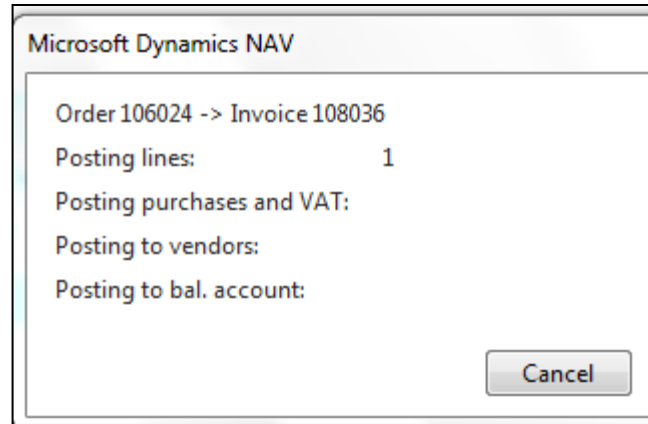 Microsoft Dynamics NAV
Order 106024 -> Invoice 108036
Posting lines: 1
Posting purchases and VAT:
Posting to vendors:
Posting to bal. account:
Cancel